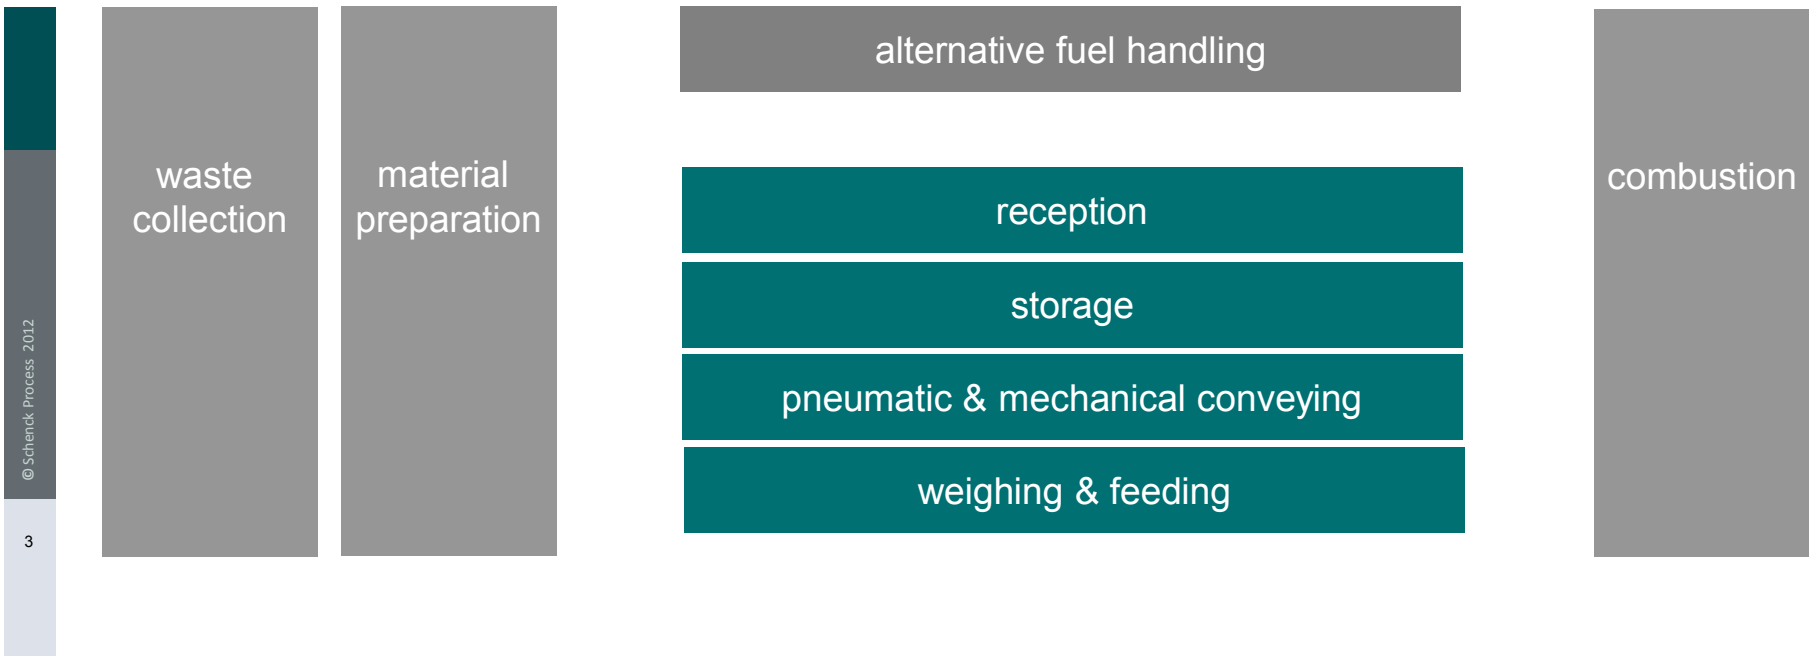 waste
collection
material
preparation
alternative fuel handling
reception
storage
pneumatic & mechanical conveying
weighing & feeding
combustion
© Schenck Process 2012
3